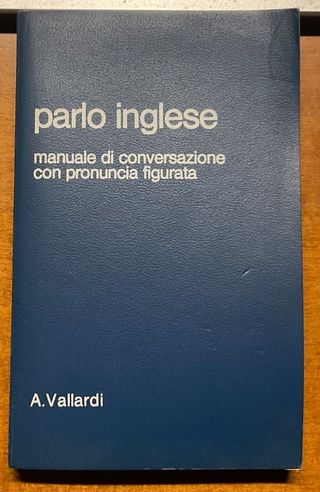 parlo inglese
manuale di conversazione
con pronuncia figurata
A.Vallardi